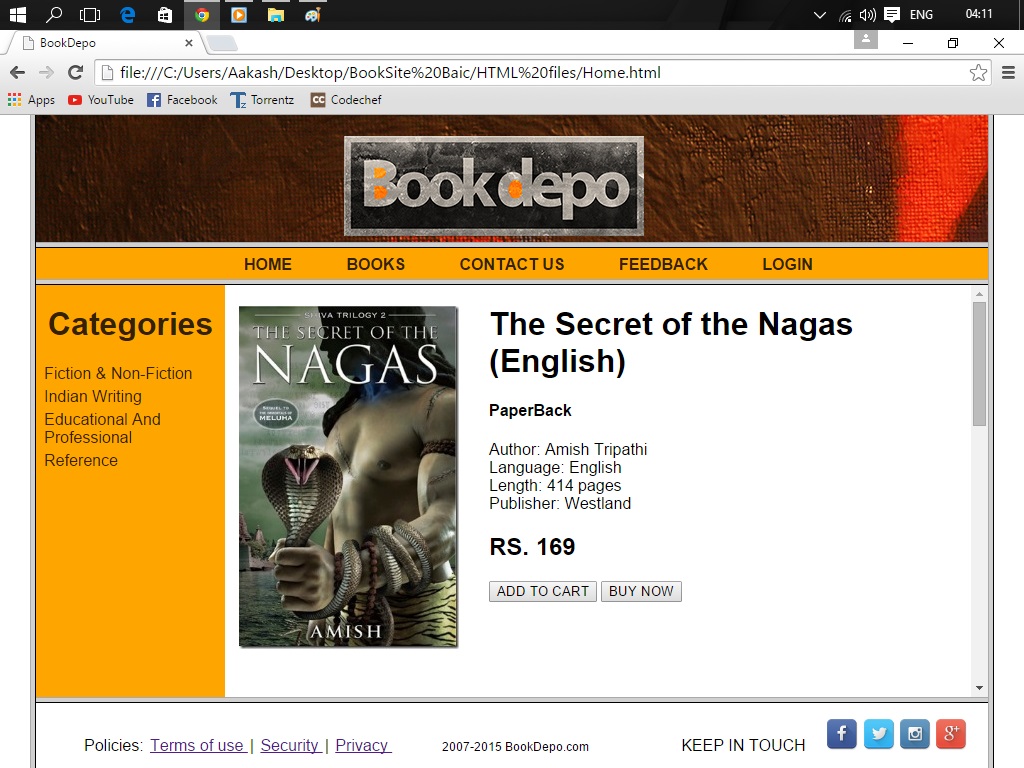 ENG
04:11
BookDepo
file:///C:/Users/Aakash/Desktop/BookSite%20Baic/HTML%20files/Home.html
Apps YouTube Facebook Torrentz Codechef
Bookdepo
HOME BOOKS CONTACT US FEEDBACK LOGIN
Categories
Fiction & Non-Fiction
Indian Writing
Educational And
Professional
Reference
SHIVA TRILOGY 2
THE SECRET OF THE
NAGAS
SEQUEL TO
MELUHA
AMISH
The Secret of the Nagas
(English)
PaperBack
Author: Amish Tripathi
Language: English
Length: 414 pages
Publisher: Westland
RS. 169
ADD TO CART BUY NOW
Policies: Terms of use | Security | Privacy
2007-2015 BookDepo.com
KEEP IN TOUCH